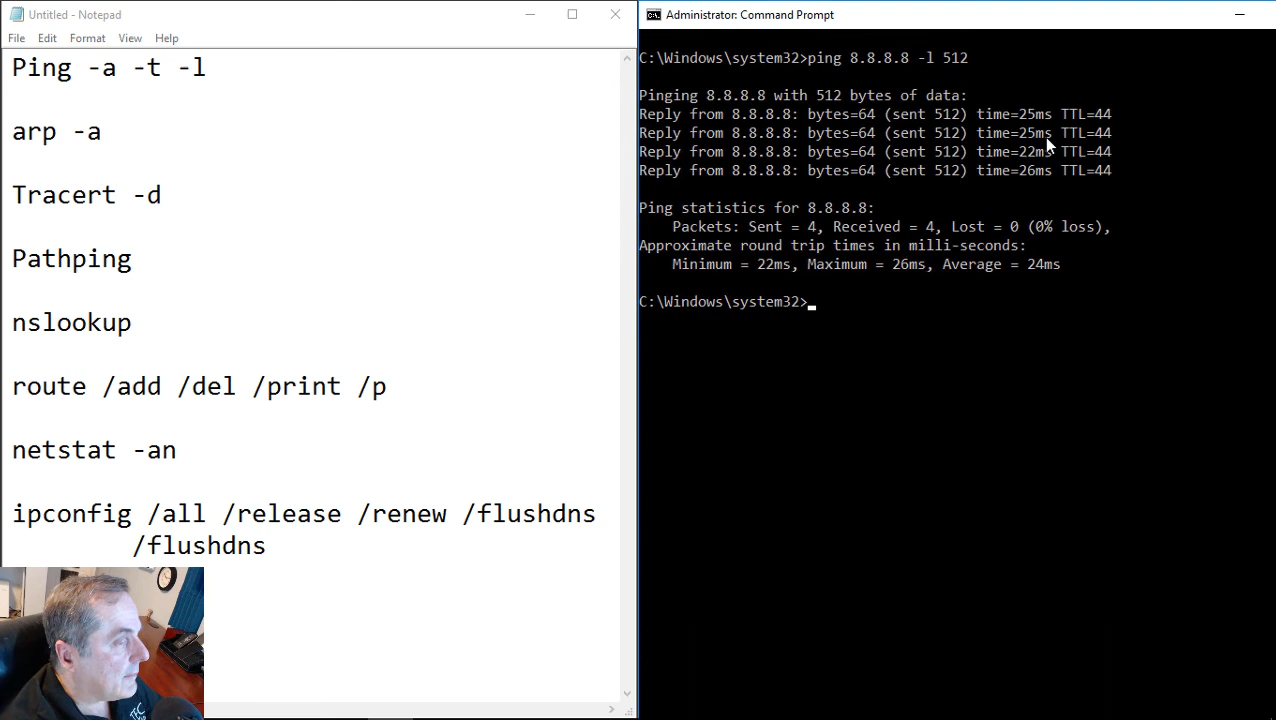 Untitled - Notepad
File Edit Format View Help
Ping -a -t -l
arp -a
Tracert -d
Pathping
nslookup
route /add /del /print /p
netstat -an
ipconfig /all /release /renew /flushdns
/flushdns
Administrator: Command Prompt
C:\Windows\system32>ping 8.8.8.8 -l 512
Pinging 8.8.8.8 with 512 bytes of data:
Reply from 8.8.8.8: bytes=64 (sent 512) time=25ms TTL=44
Reply from 8.8.8.8: bytes=64 (sent 512) time=25ms TTL=44
Reply from 8.8.8.8: bytes=64 (sent 512) time=22ms TTL=44
Reply from 8.8.8.8: bytes=64 (sent 512) time=26ms TTL=44
Ping statistics for 8.8.8.8:
Packets: Sent = 4, Received = 4, Lost = 0 (0% loss),
Approximate round trip times in milli-seconds:
Minimum = 22ms, Maximum = 26ms, Average = 24ms
C:\Windows\system32>